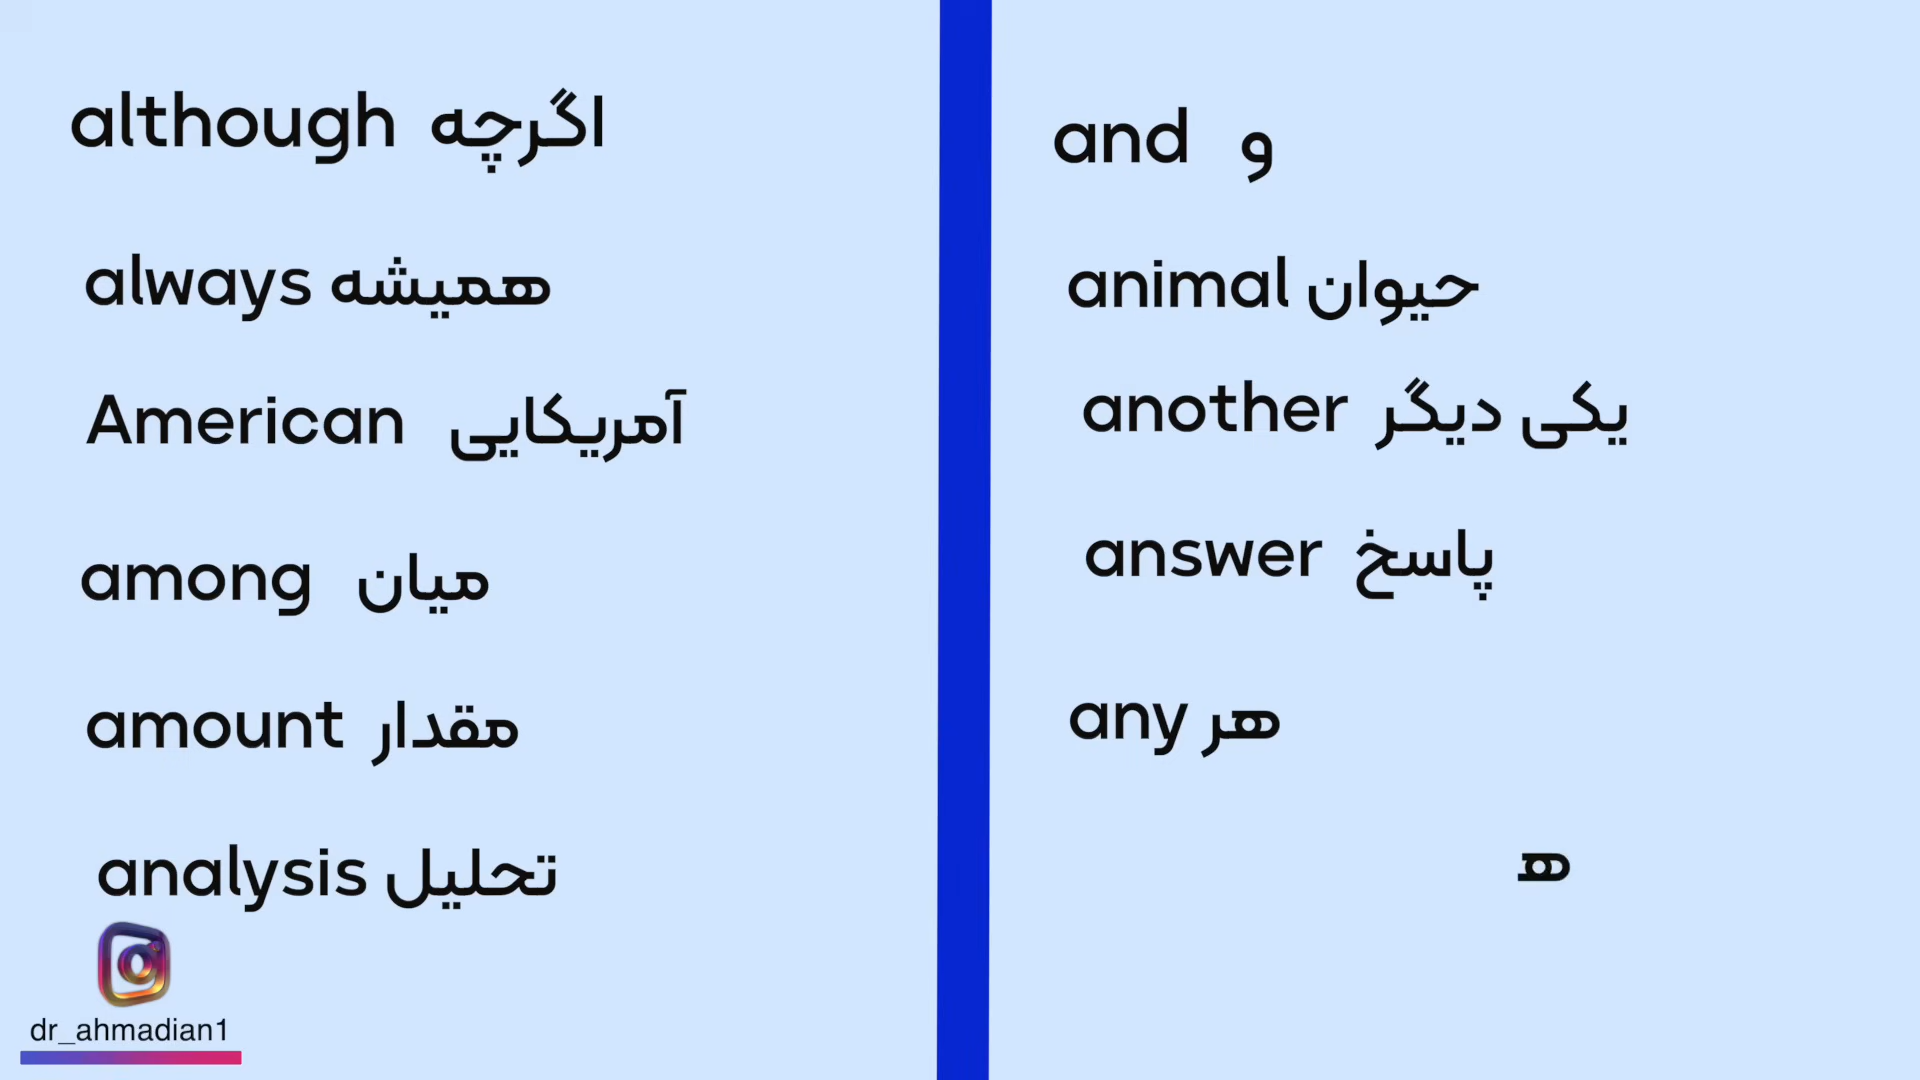 although اگرچه
always همیشه
American آمریکایی
among میان
amount مقدار
analysis تحلیل
dr_ahmadian1
and و
animal حیوان
another یکی دیگر
answer پاسخ
any هر
ه